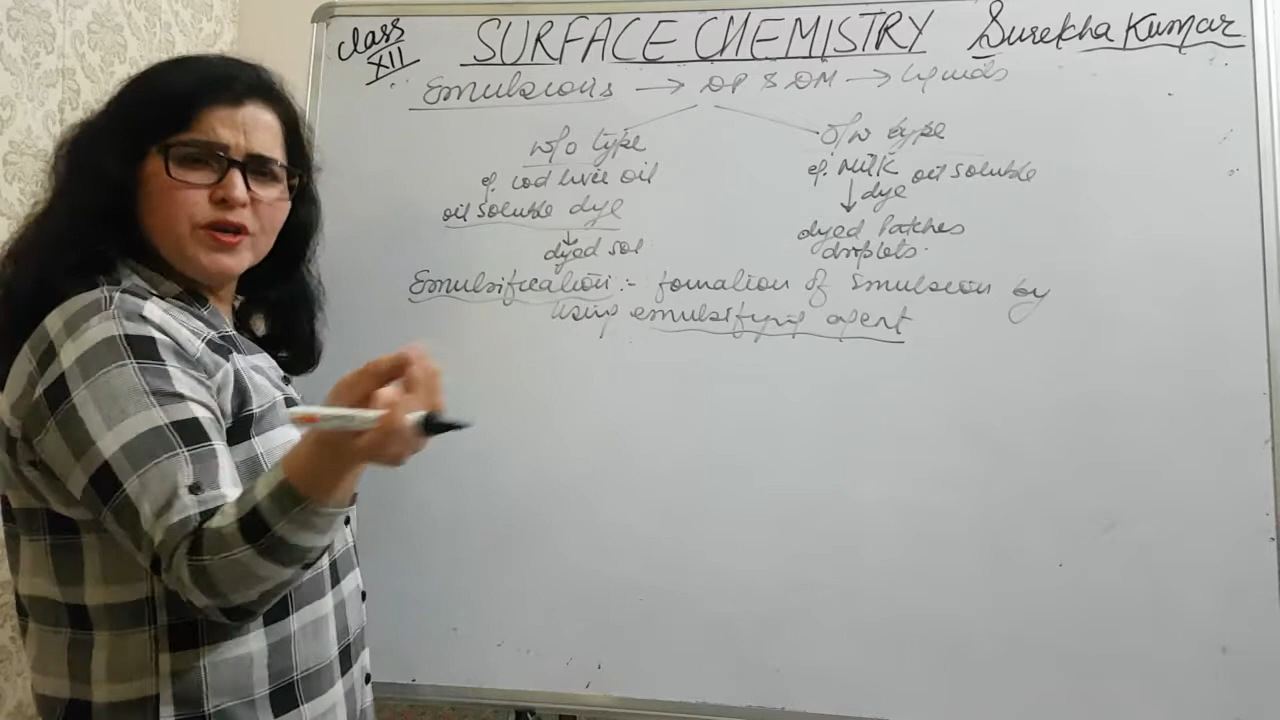 class XII
SURFACE CHEMISTRY
Surekha Kumar
Emulsions → DP & DM → liquids
w/o type
eg. cod liver oil
oil soluble dye
↓
dyed sol
O/w type
eg. Milk oil soluble
↓ dye
dyed patches
droplets.
Emulsification :- formation of Emulsion by
using emulsifying agent